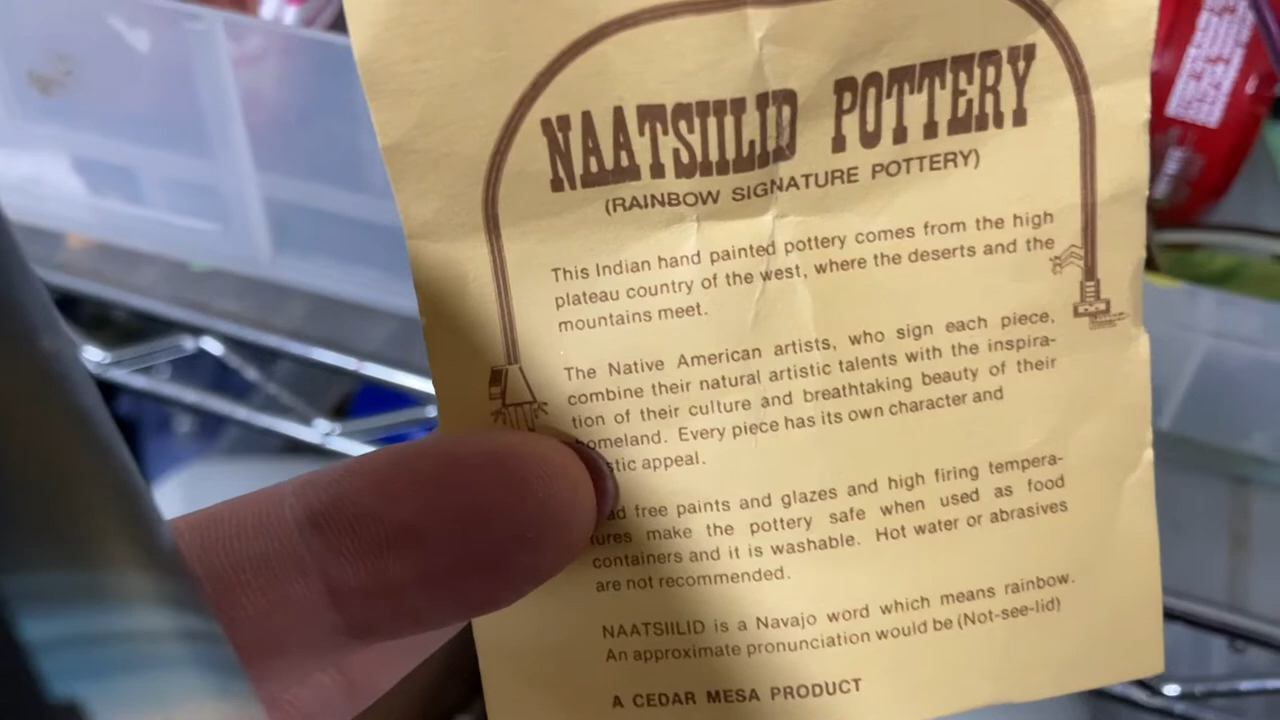 NAATSIILID POTTERY
(RAINBOW SIGNATURE POTTERY)
This Indian hand painted pottery comes from the high
plateau country of the west, where the deserts and the
mountains meet.
The Native American artists, who sign each piece,
combine their natural artistic talents with the inspira-
tion of their culture and breathtaking beauty of their
homeland. Every piece has its own character and
stic appeal.
ad free paints and glazes and high firing tempera-
tures make the pottery safe when used as food
containers and it is washable. Hot water or abrasives
are not recommended.
NAATSIILID is a Navajo word which means rainbow.
An approximate pronunciation would be (Not-see-lid)
A CEDAR MESA PRODUCT